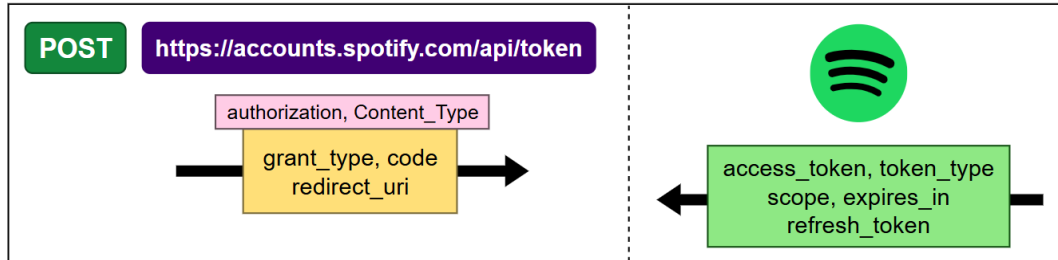 POST
https://accounts.spotify.com/api/token
authorization, Content_Type
grant_type, code
redirect_uri
access_token, token_type
scope, expires_in
refresh_token